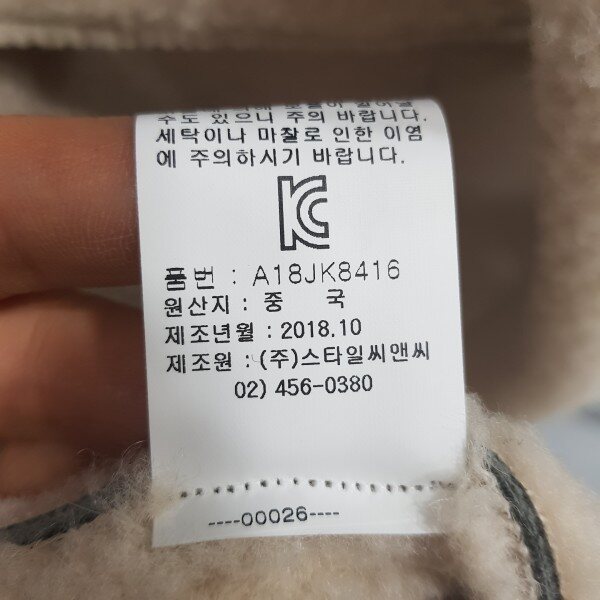 수도 있으니 주의 바랍니다.
세탁이나 마찰로 인한 이염
에 주의하시기 바랍니다.
KC
품번 : A18JK8416
원산지 : 중 국
제조년월 : 2018.10
제조원 : (주)스타일씨앤씨
02) 456-0380
----00026----